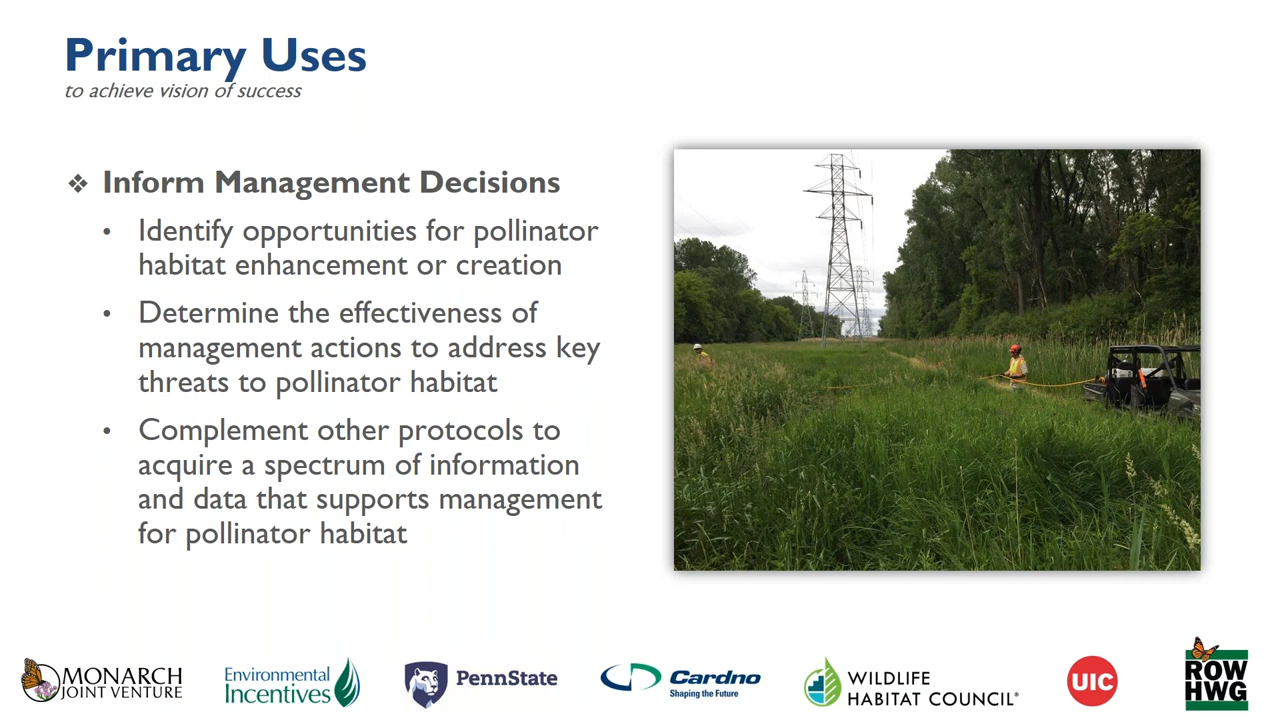 Primary Uses
to achieve vision of success
❖ Inform Management Decisions
• Identify opportunities for pollinator
habitat enhancement or creation
• Determine the effectiveness of
management actions to address key
threats to pollinator habitat
• Complement other protocols to
acquire a spectrum of information
and data that supports management
for pollinator habitat
MONARCH
JOINT VENTURE
Environmental
Incentives
PennState
Cardno
Shaping the Future
WILDLIFE
HABITAT COUNCIL®
UIC
ROW
HWG